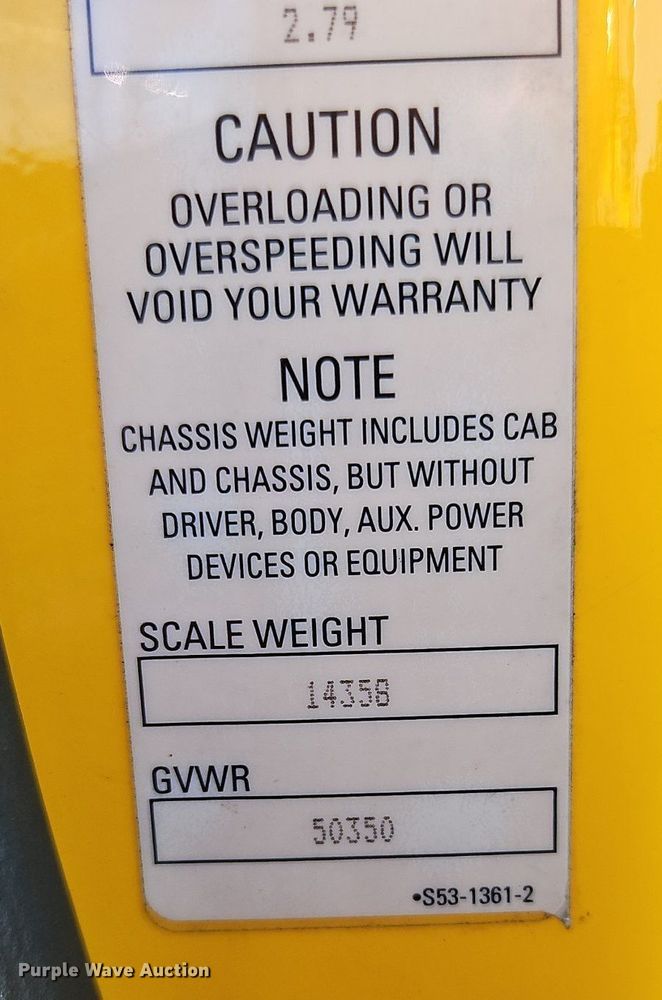 2.79
CAUTION
OVERLOADING OR
OVERSPEEDING WILL
VOID YOUR WARRANTY
NOTE
CHASSIS WEIGHT INCLUDES CAB
AND CHASSIS, BUT WITHOUT
DRIVER, BODY, AUX. POWER
DEVICES OR EQUIPMENT
SCALE WEIGHT
14358
GVWR
50350
•S53-1361-2
Purple Wave Auction